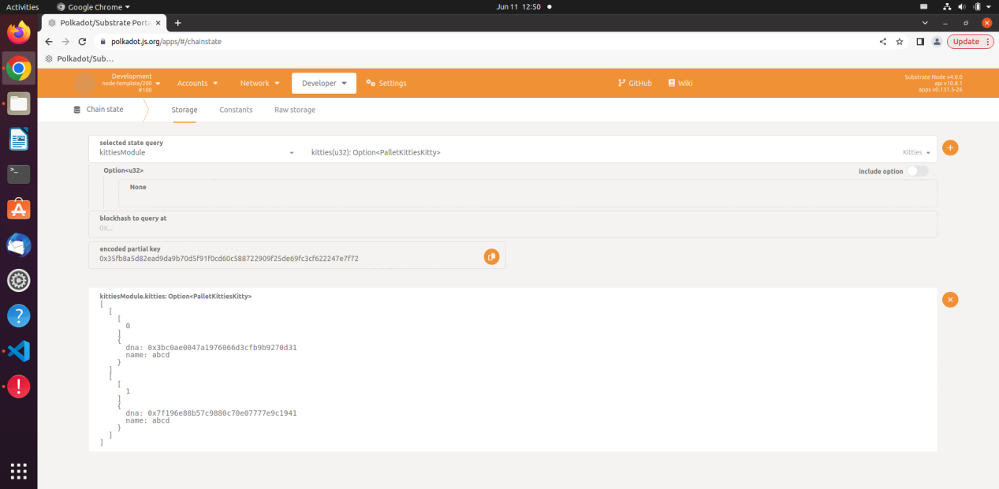 Activities Google Chrome Jun 11 12:50
Polkadot/Substrate Porta
polkadot.js.org/apps/#/chainstate Update
Polkadot/Sub...
Development
node-template/200
#100
Accounts Network Developer Settings GitHub Wiki
Substrate Node v4.0.0
api v10.8.1
apps v0.131.5-26
Chain state Storage Constants Raw storage
selected state query
kittiesModule kitties(u32): Option<PalletKittiesKitty> Kitties
Option<u32> include option
None
blockhash to query at
0x...
encoded partial key
0x35fb8a5d82ead9da9b70d5f91f0cd60c588722909f25de69fc3cf622247e7f72
kittiesModule.kitties: Option<PalletKittiesKitty>
[
[
[
0
]
{
dna: 0x3bc0ae0047a1976066d3cfb9b9270d31
name: abcd
}
]
[
[
1
]
{
dna: 0x7f196e88b57c9880c70e07777e9c1941
name: abcd
}
]
]